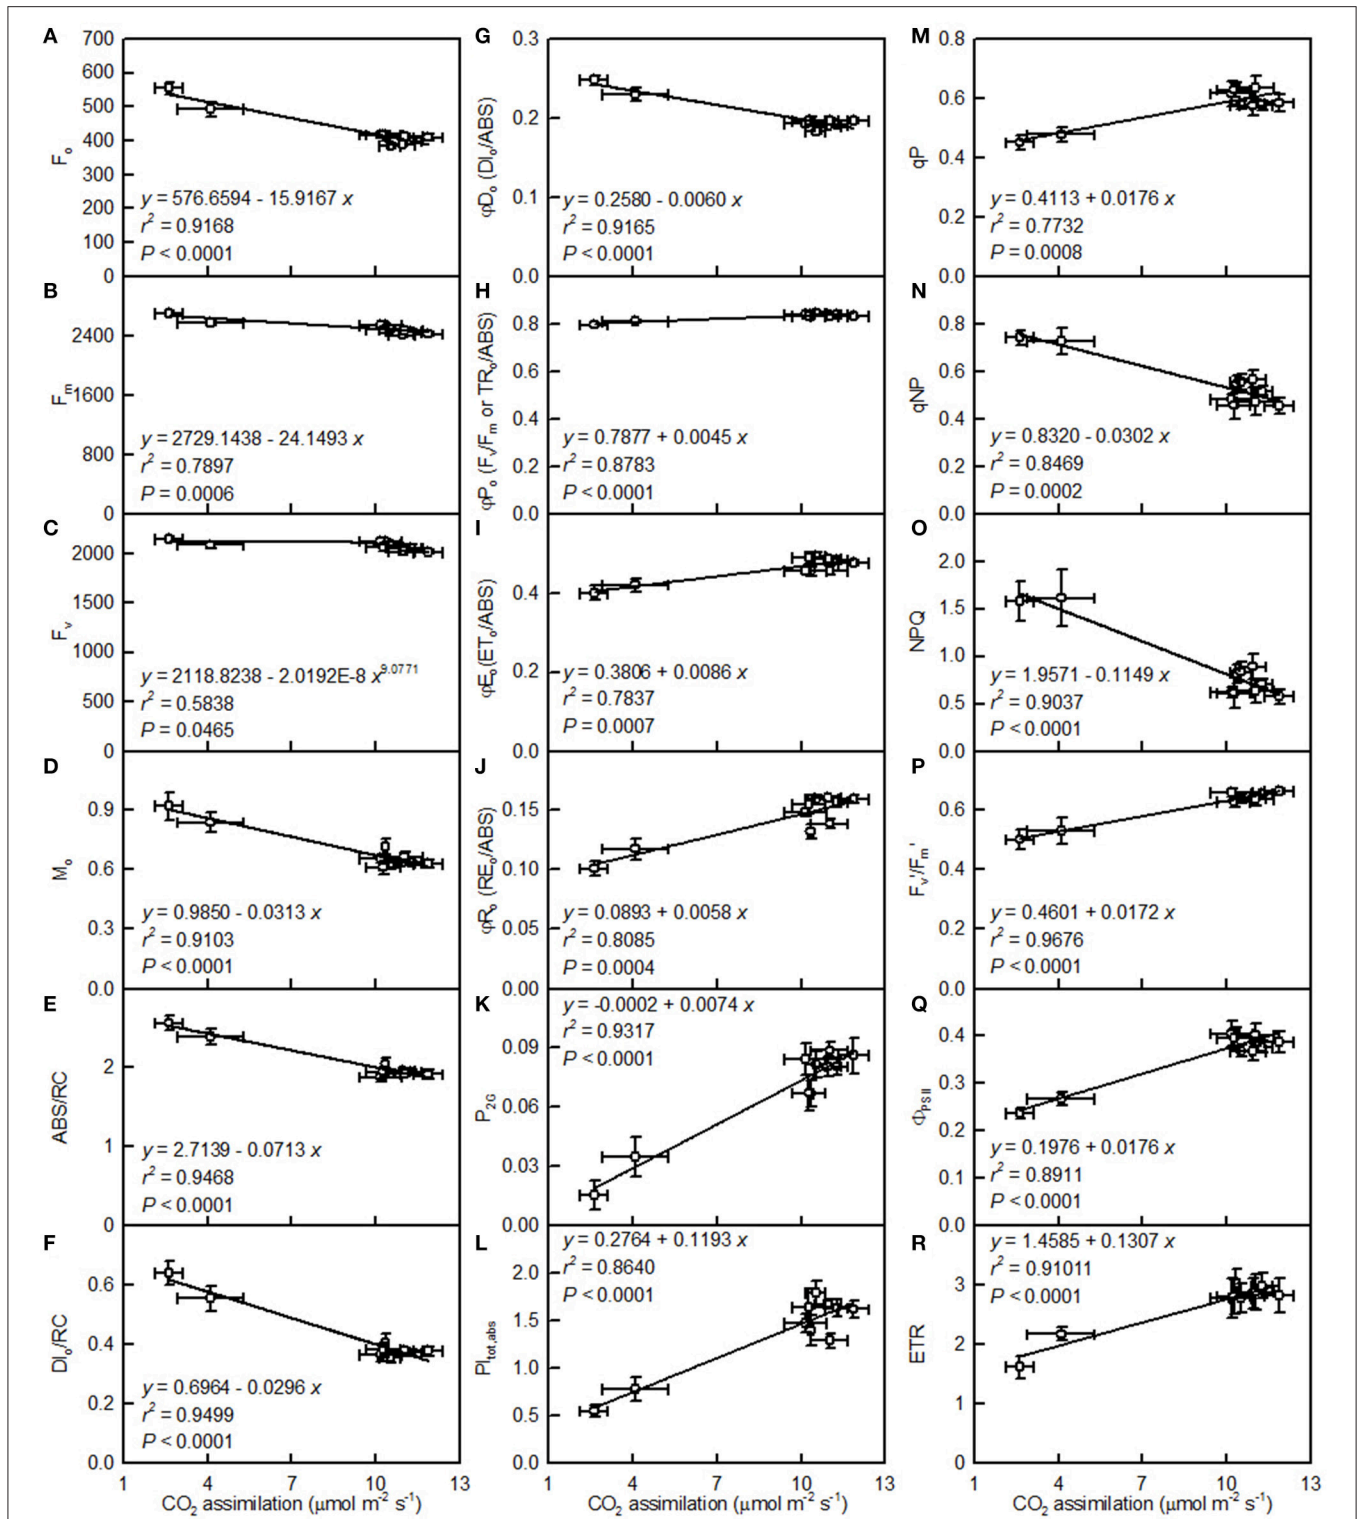 A
700
600
500
400
300
200
100
0
Fo
y = 576.6594 - 15.9167 x
r² = 0.9168
P < 0.0001
B
2400
1600
800
0
Fm
y = 2729.1438 - 24.1493 x
r² = 0.7897
P = 0.0006
C
2000
1500
1000
500
0
Fv
y = 2118.8238 - 2.0192E-8 x^9.0771
r² = 0.5838
P = 0.0465
D
0.9
0.6
0.3
0.0
Mo
y = 0.9850 - 0.0313 x
r² = 0.9103
P < 0.0001
E
2
1
0
ABS/RC
y = 2.7139 - 0.0713 x
r² = 0.9468
P < 0.0001
F
0.6
0.4
0.2
0.0
DIo/RC
y = 0.6964 - 0.0296 x
r² = 0.9499
P < 0.0001
1 4 7 10 13
CO2 assimilation (μmol m-2 s-1)
G
0.3
0.2
0.1
0.0
φDo (DIo/ABS)
y = 0.2580 - 0.0060 x
r² = 0.9165
P < 0.0001
H
0.8
0.6
0.4
0.2
0.0
φPo (Fv/Fm or TRo/ABS)
y = 0.7877 + 0.0045 x
r² = 0.8783
P < 0.0001
I
0.4
0.2
0.0
φEo(ETo/ABS)
y = 0.3806 + 0.0086 x
r² = 0.7837
P = 0.0007
J
0.15
0.10
0.05
0.00
φRo (REo/ABS)
y = 0.0893 + 0.0058 x
r² = 0.8085
P = 0.0004
K
0.09
0.06
0.03
0.00
P2G
y = -0.0002 + 0.0074 x
r² = 0.9317
P < 0.0001
L
2.0
1.5
1.0
0.5
0.0
PItot,abs
y = 0.2764 + 0.1193 x
r² = 0.8640
P < 0.0001
1 4 7 10 13
CO2 assimilation (μmol m-2 s-1)
M
0.8
0.6
0.4
0.2
0.0
qP
y = 0.4113 + 0.0176 x
r² = 0.7732
P = 0.0008
N
0.8
0.6
0.4
0.2
0.0
qNP
y = 0.8320 - 0.0302 x
r² = 0.8469
P = 0.0002
O
2.0
1.5
1.0
0.5
0.0
NPQ
y = 1.9571 - 0.1149 x
r² = 0.9037
P < 0.0001
P
0.6
0.4
0.2
0.0
Fv'/Fm'
y = 0.4601 + 0.0172 x
r² = 0.9676
P < 0.0001
Q
0.4
0.3
0.2
0.1
0.0
ΦPSII
y = 0.1976 + 0.0176 x
r² = 0.8911
P < 0.0001
R
3
2
1
0
ETR
y = 1.4585 + 0.1307 x
r² = 0.91011
P < 0.0001
1 4 7 10 13
CO2 assimilation (μmol m-2 s-1)